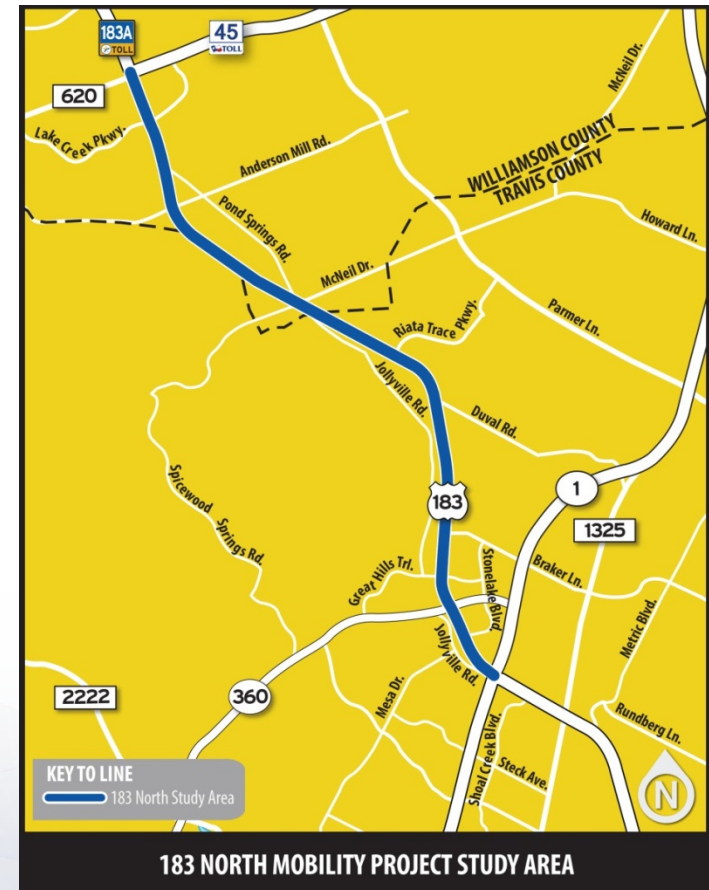 183A
TOLL
45
TOLL
620
Lake Creek Pkwy.
Anderson Mill Rd.
McNeil Dr.
WILLIAMSON COUNTY
TRAVIS COUNTY
Pond Springs Rd.
Howard Ln.
McNeil Dr.
Riata Trace Pkwy.
Parmer Ln.
Jollyville Rd.
Duval Rd.
Spicewood Springs Rd.
183
1
1325
Great Hills Trl.
Stonelake Blvd.
Braker Ln.
Metric Blvd.
Jollyville Rd.
2222
360
Mesa Dr.
Shoal Creek Blvd.
Steck Ave.
Rundberg Ln.
KEY TO LINE
183 North Study Area
N
183 NORTH MOBILITY PROJECT STUDY AREA